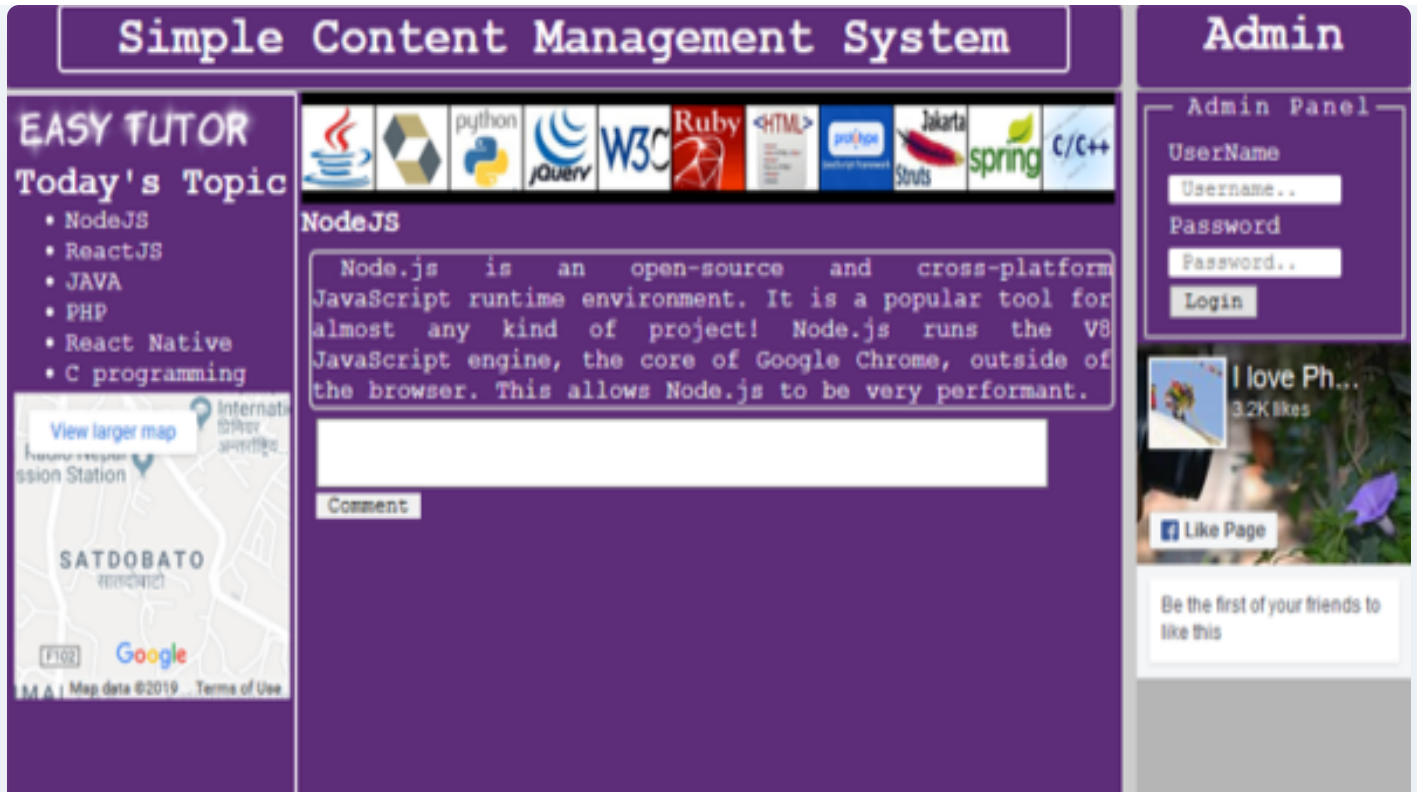 Simple Content Management System
Admin
EASY TUTOR
Today's Topic
• NodeJS
• ReactJS
• JAVA
• PHP
• React Native
• C programming
View larger map
Internati
अन्तर्राष्ट्रिय...
ssion Station
SATDOBATO
सातदोबाटो
F102
Google
Map data ©2019
Terms of Use
python
jQuery
W3C
Ruby
<HTML>
prototype
Jakarta
Struts
spring
C/C++
NodeJS
Node.js is an open-source and cross-platform
JavaScript runtime environment. It is a popular tool for
almost any kind of project! Node.js runs the V8
JavaScript engine, the core of Google Chrome, outside of
the browser. This allows Node.js to be very performant.
Comment
Admin Panel
UserName
Username..
Password
Password..
Login
I love Ph...
3.2K likes
Like Page
Be the first of your friends to
like this